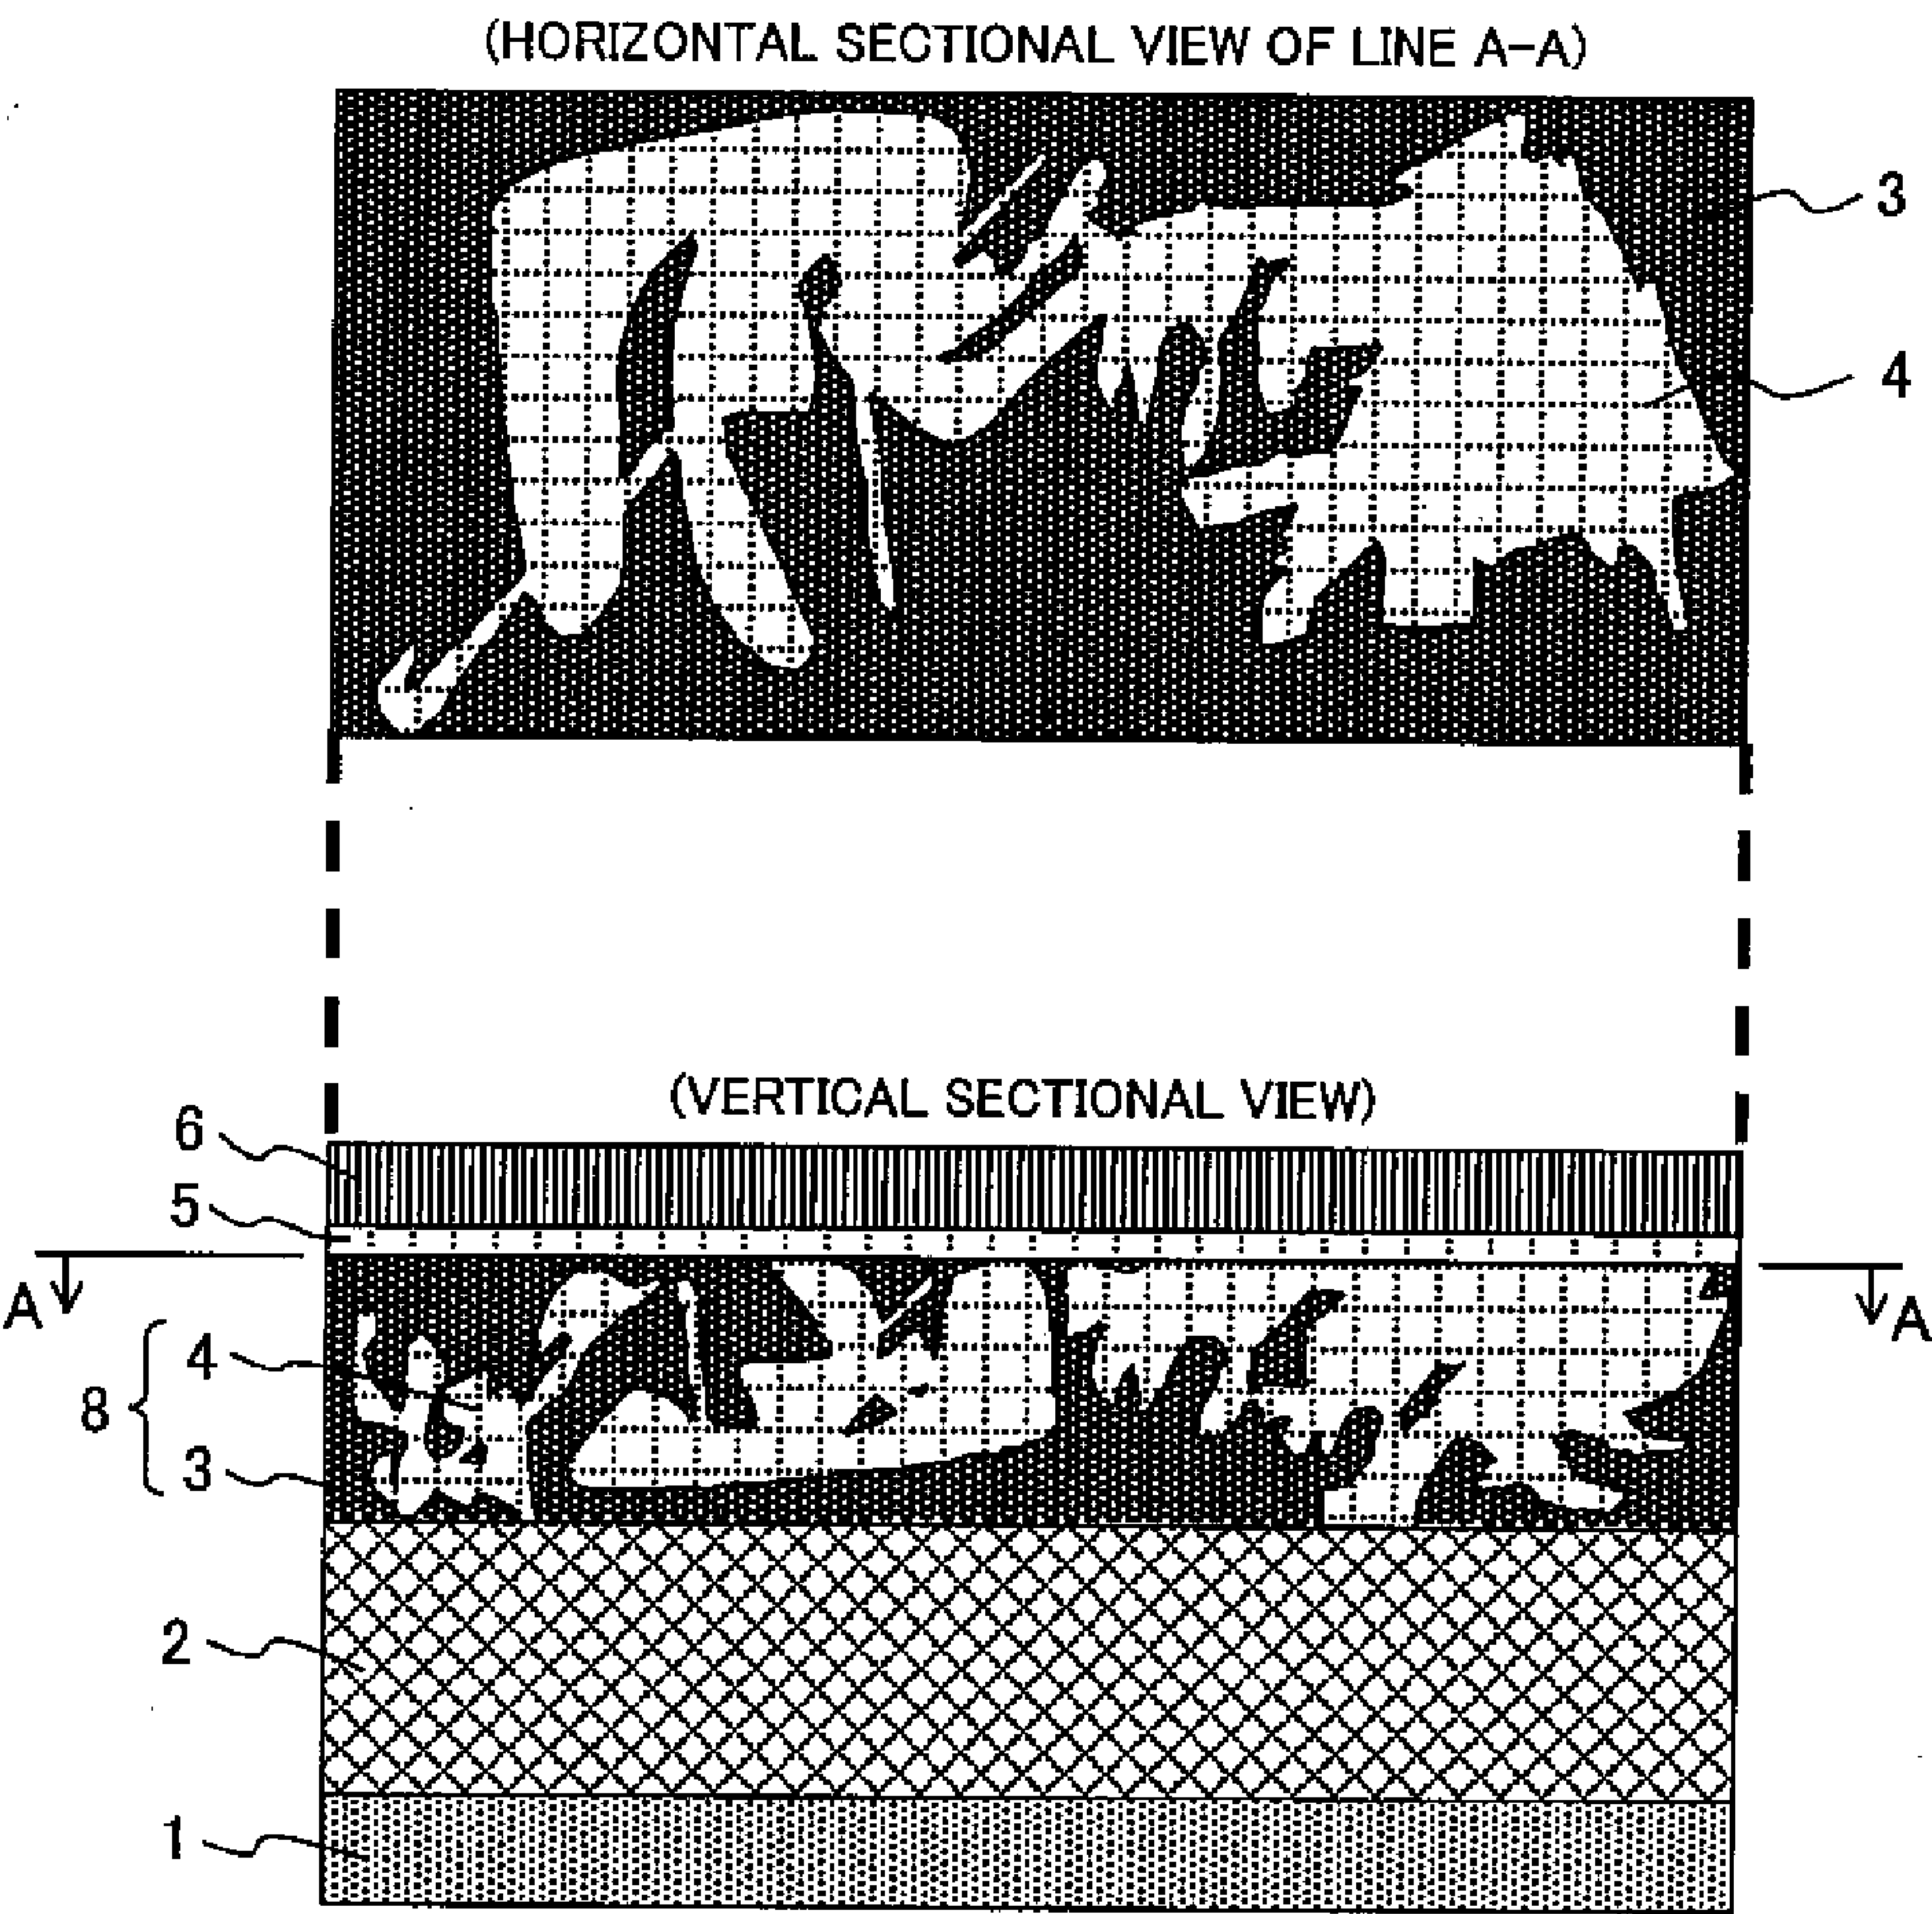 (HORIZONTAL SECTIONAL VIEW OF LINE A-A)
3
4
(VERTICAL SECTIONAL VIEW)
6
5
A
A
4
8
3
2
1